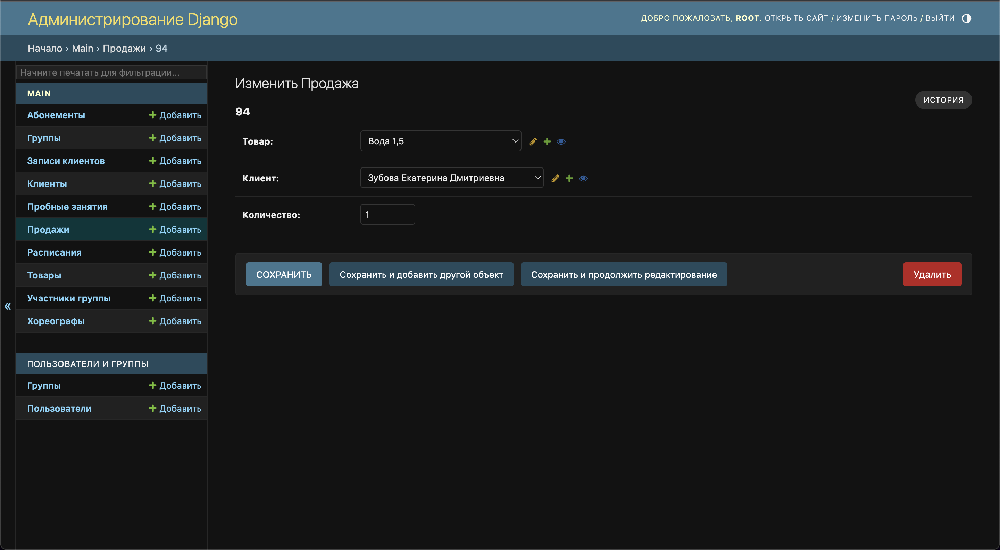 Администрирование Django
ДОБРО ПОЖАЛОВАТЬ, ROOT. ОТКРЫТЬ САЙТ / ИЗМЕНИТЬ ПАРОЛЬ / ВЫЙТИ
Начало › Main › Продажи › 94
Начните печатать для фильтрации...
MAIN
Абонементы + Добавить
Группы + Добавить
Записи клиентов + Добавить
Клиенты + Добавить
Пробные занятия + Добавить
Продажи + Добавить
Расписания + Добавить
Товары + Добавить
Участники группы + Добавить
Хореографы + Добавить
ПОЛЬЗОВАТЕЛИ И ГРУППЫ
Группы + Добавить
Пользователи + Добавить
«
Изменить Продажа
ИСТОРИЯ
94
Товар: Вода 1,5
Клиент: Зубова Екатерина Дмитриевна
Количество: 1
СОХРАНИТЬ Сохранить и добавить другой объект Сохранить и продолжить редактирование Удалить